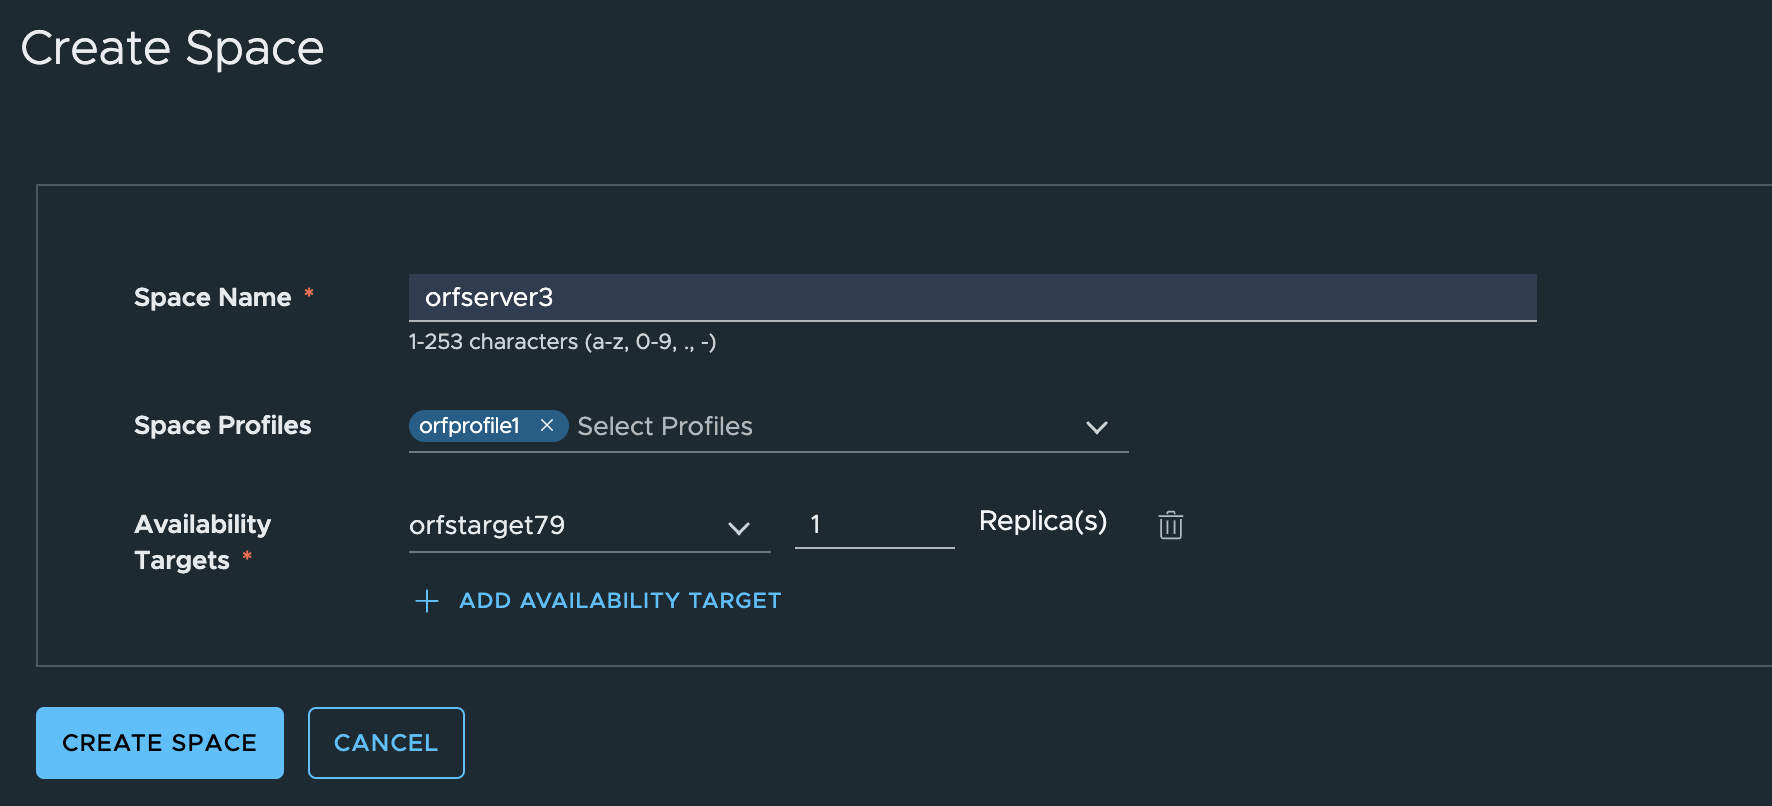 Create Space
Space Name *
orfserver3
1-253 characters (a-z, 0-9, ., -)
Space Profiles
orfprofile1 × Select Profiles
Availability Targets *
orfstarget79
1
Replica(s)
+ ADD AVAILABILITY TARGET
CREATE SPACE
CANCEL